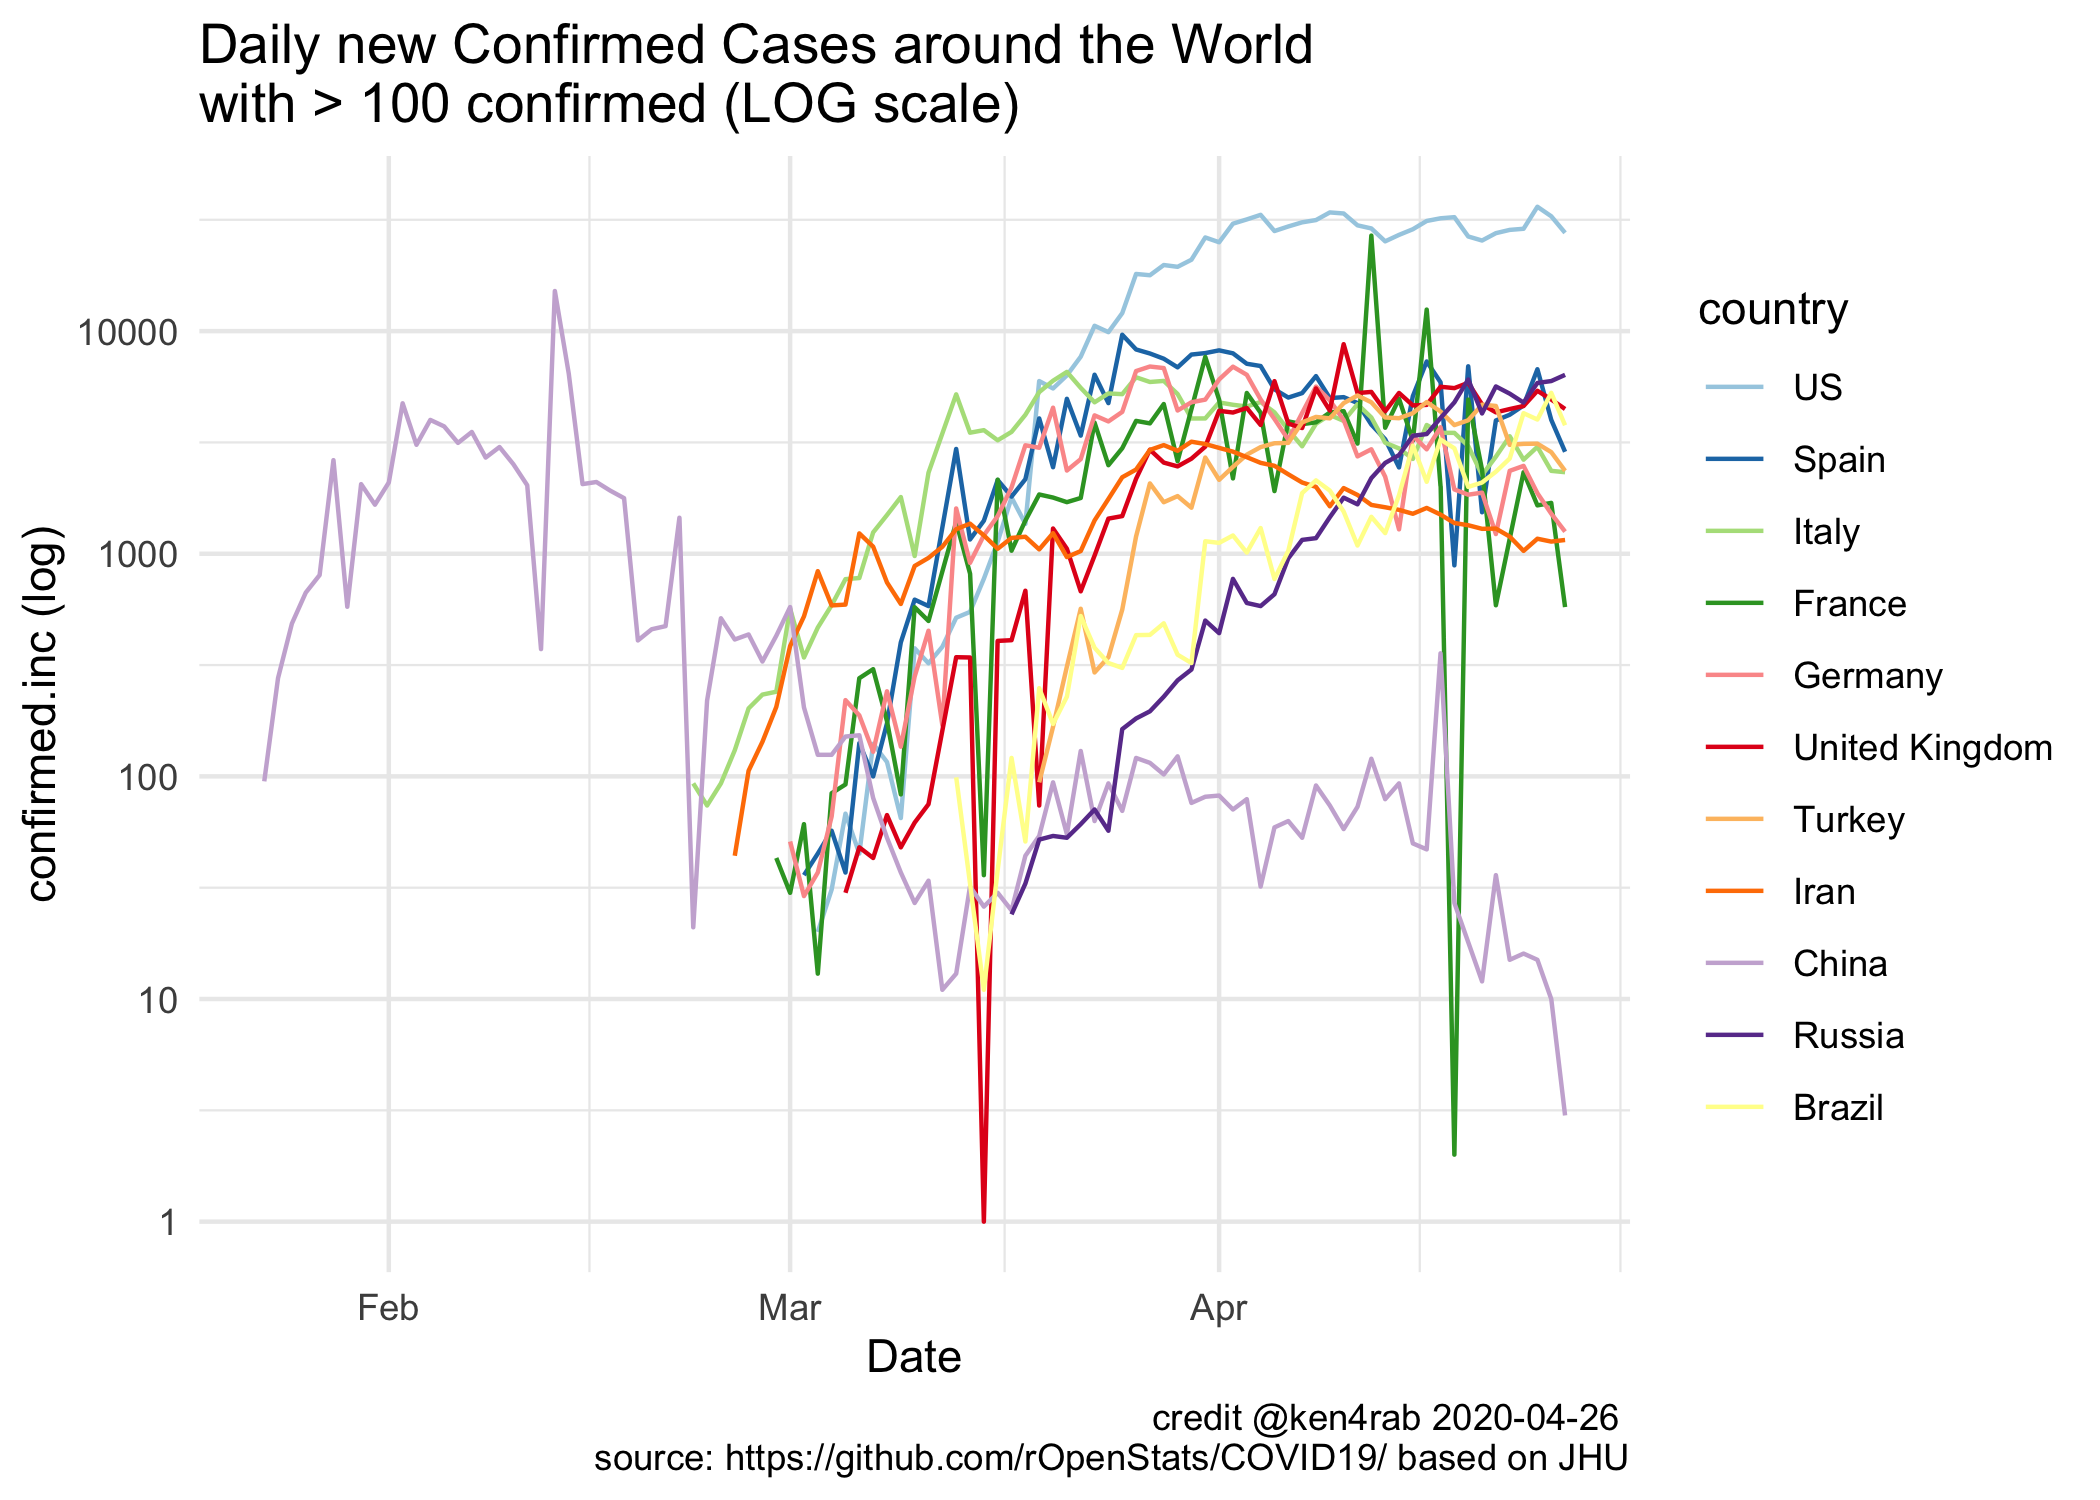 Daily new Confirmed Cases around the World
with > 100 confirmed (LOG scale)
confirmed.inc (log)
10000
1000
100
10
1
Feb
Mar
Apr
Date
country
US
Spain
Italy
France
Germany
United Kingdom
Turkey
Iran
China
Russia
Brazil
credit @ken4rab 2020-04-26
source: https://github.com/rOpenStats/COVID19/ based on JHU